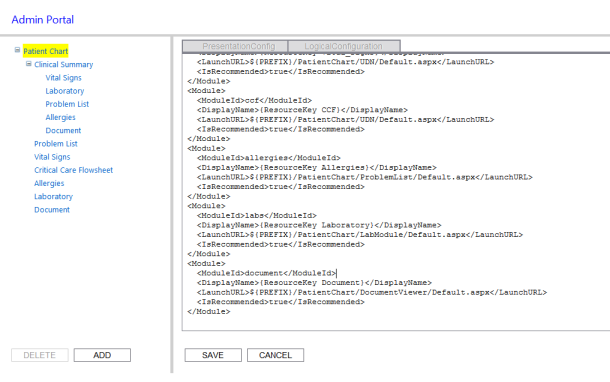 Admin Portal
Patient Chart
Clinical Summary
Vital Signs
Laboratory
Problem List
Allergies
Document
Problem List
Vital Signs
Critical Care Flowsheet
Allergies
Laboratory
Document
DELETE
ADD
PresentationConfig
LogicalConfiguration
<LaunchURL>${PREFIX}/PatientChart/UDN/Default.aspx</LaunchURL>
<IsRecommended>true</IsRecommended>
</Module>
<Module>
<ModuleId>ccf</ModuleId>
<DisplayName>{ResourceKey CCF}</DisplayName>
<LaunchURL>${PREFIX}/PatientChart/UDN/Default.aspx</LaunchURL>
<IsRecommended>true</IsRecommended>
</Module>
<Module>
<ModuleId>allergies</ModuleId>
<DisplayName>{ResourceKey Allergies}</DisplayName>
<LaunchURL>${PREFIX}/PatientChart/ProblemList/Default.aspx</LaunchURL>
<IsRecommended>true</IsRecommended>
</Module>
<Module>
<ModuleId>labs</ModuleId>
<DisplayName>{ResourceKey Laboratory}</DisplayName>
<LaunchURL>${PREFIX}/PatientChart/LabModule/Default.aspx</LaunchURL>
<IsRecommended>true</IsRecommended>
</Module>
<Module>
<ModuleId>document</ModuleId>
<DisplayName>{ResourceKey Document}</DisplayName>
<LaunchURL>${PREFIX}/PatientChart/DocumentViewer/Default.aspx</LaunchURL>
<IsRecommended>true</IsRecommended>
</Module>
SAVE
CANCEL